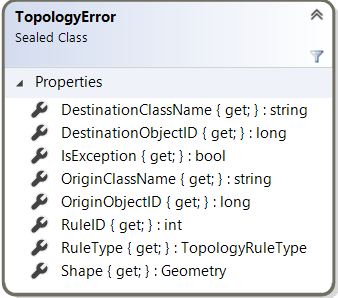 TopologyError
Sealed Class
Properties
DestinationClassName { get; } : string
DestinationObjectID { get; } : long
IsException { get; } : bool
OriginClassName { get; } : string
OriginObjectID { get; } : long
RuleID { get; } : int
RuleType { get; } : TopologyRuleType
Shape { get; } : Geometry